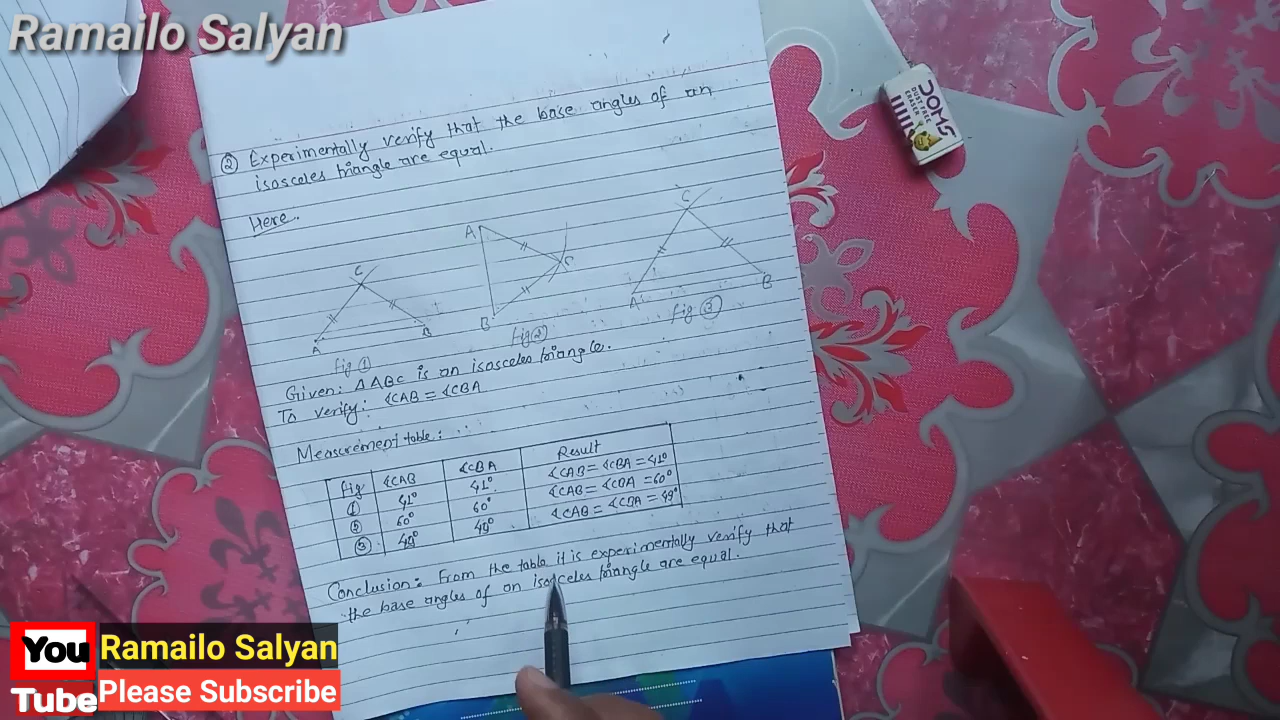 Ramailo Salyan
② Experimentally verify that the base angles of an
isosceles triangle are equal.
Here.
C
A
B
Fig ①
A
B
C
Fig ②
C
A
B
Fig ③
Given: △ABC is an isosceles triangle.
To verify: ∢CAB = ∢CBA
Measurement table:
Fig ∢CAB ∢CBA Result
① 41° 41° ∢CAB = ∢CBA = 41°
② 60° 60° ∢CAB = ∢CBA = 60°
③ 49° 49° ∢CAB = ∢CBA = 49°
Conclusion: From the table it is experimentally verify that
the base angles of an isosceles triangle are equal.
DOMS
DUST FREE
ERASER
You
Tube
Ramailo Salyan
Please Subscribe